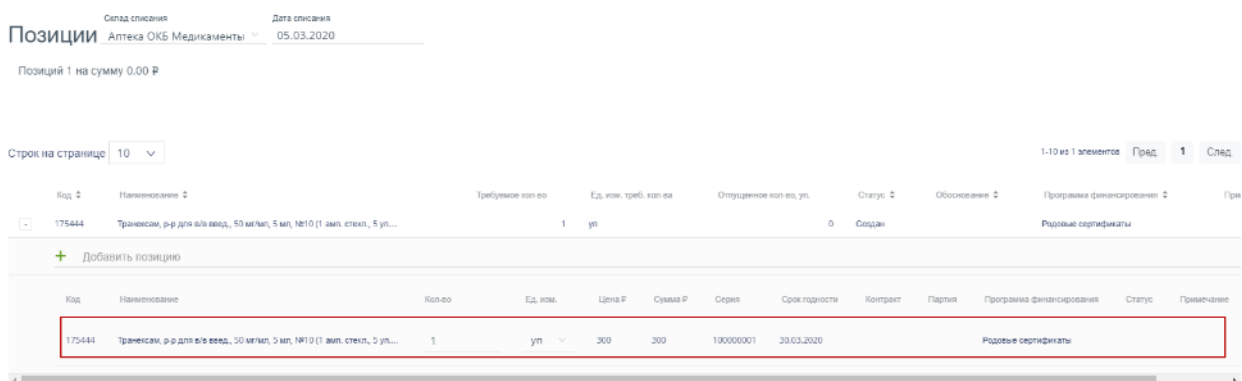 Склад списания Дата списания
Позиции Аптека ОКБ Медикаменты 05.03.2020
Позиций 1 на сумму 0.00 ₽
Строк на странице 10 1-10 из 1 элементов Пред. 1 След.
Код Наименование Требуемое кол-во Ед. изм. треб. кол-ва Отпущенное кол-во, уп. Статус Обоснование Программа финансирования При
- 175444 Транексам, р-р для в/в введ., 50 мг/мл, 5 мл, №10 (1 амп. стекл., 5 уп.... 1 уп 0 Создан Родовые сертификаты
+ Добавить позицию
Код Наименование Кол-во Ед. изм. Цена ₽ Сумма ₽ Серия Срок годности Контракт Партия Программа финансирования Статус Примечание
175444 Транексам, р-р для в/в введ., 50 мг/мл, 5 мл, №10 (1 амп. стекл., 5 уп.... 1 уп 300 300 100000001 30.03.2020 Родовые сертификаты